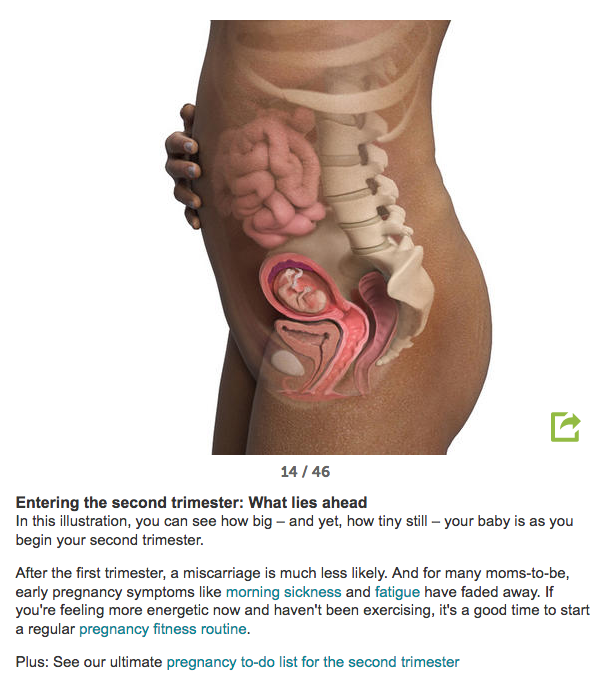 14 / 46
Entering the second trimester: What lies ahead
In this illustration, you can see how big – and yet, how tiny still – your baby is as you
begin your second trimester.
After the first trimester, a miscarriage is much less likely. And for many moms-to-be,
early pregnancy symptoms like morning sickness and fatigue have faded away. If
you're feeling more energetic now and haven't been exercising, it's a good time to start
a regular pregnancy fitness routine.
Plus: See our ultimate pregnancy to-do list for the second trimester